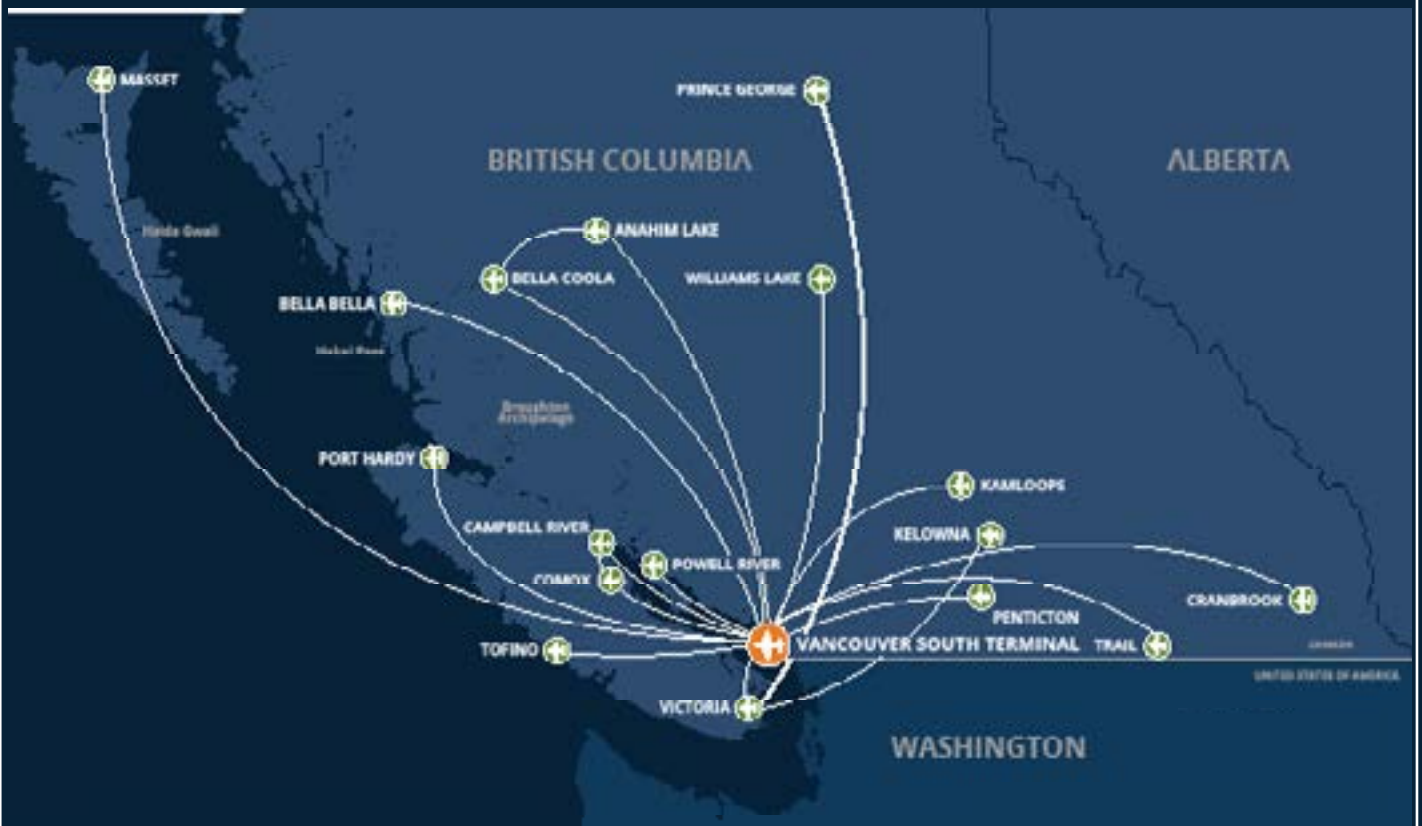 MASSET
PRINCE GEORGE
BRITISH COLUMBIA
ALBERTA
Haida Gwaii
ANAHIM LAKE
BELLA COOLA
WILLIAMS LAKE
BELLA BELLA
Broughton
Archipelago
PORT HARDY
KAMLOOPS
CAMPBELL RIVER
KELOWNA
POWELL RIVER
COMOX
CRANBROOK
PENTICTON
VANCOUVER SOUTH TERMINAL
TRAIL
TOFINO
UNITED STATES OF AMERICA
VICTORIA
WASHINGTON